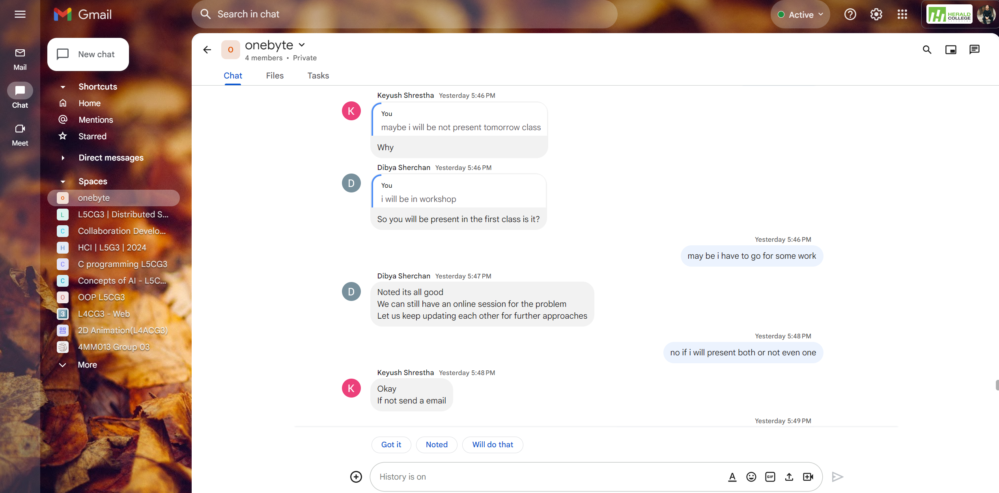 Gmail
Search in chat
Active
HERALD
COLLEGE
Mail
Chat
Meet
New chat
Shortcuts
Home
Mentions
Starred
Direct messages
Spaces
o onebyte
L L5CG3 | Distributed S...
C Collaboration Develo...
H HCI | L5G3 | 2024
C C programming L5CG3
C Concepts of AI - L5C...
O OOP L5CG3
3 L4CG3 - Web
2D Animation(L4ACG3)
4MM013 Group 03
More
o onebyte
4 members • Private
Chat Files Tasks
Keyush Shrestha Yesterday 5:46 PM
K
You
maybe i will be not present tomorrow class
Why
Dibya Sherchan Yesterday 5:46 PM
D
You
i will be in workshop
So you will be present in the first class is it?
Yesterday 5:46 PM
may be i have to go for some work
Dibya Sherchan Yesterday 5:47 PM
D
Noted its all good
We can still have an online session for the problem
Let us keep updating each other for further approaches
Yesterday 5:48 PM
no if i will present both or not even one
Keyush Shrestha Yesterday 5:48 PM
K
Okay
If not send a email
Yesterday 5:49 PM
Got it Noted Will do that
History is on
GIF